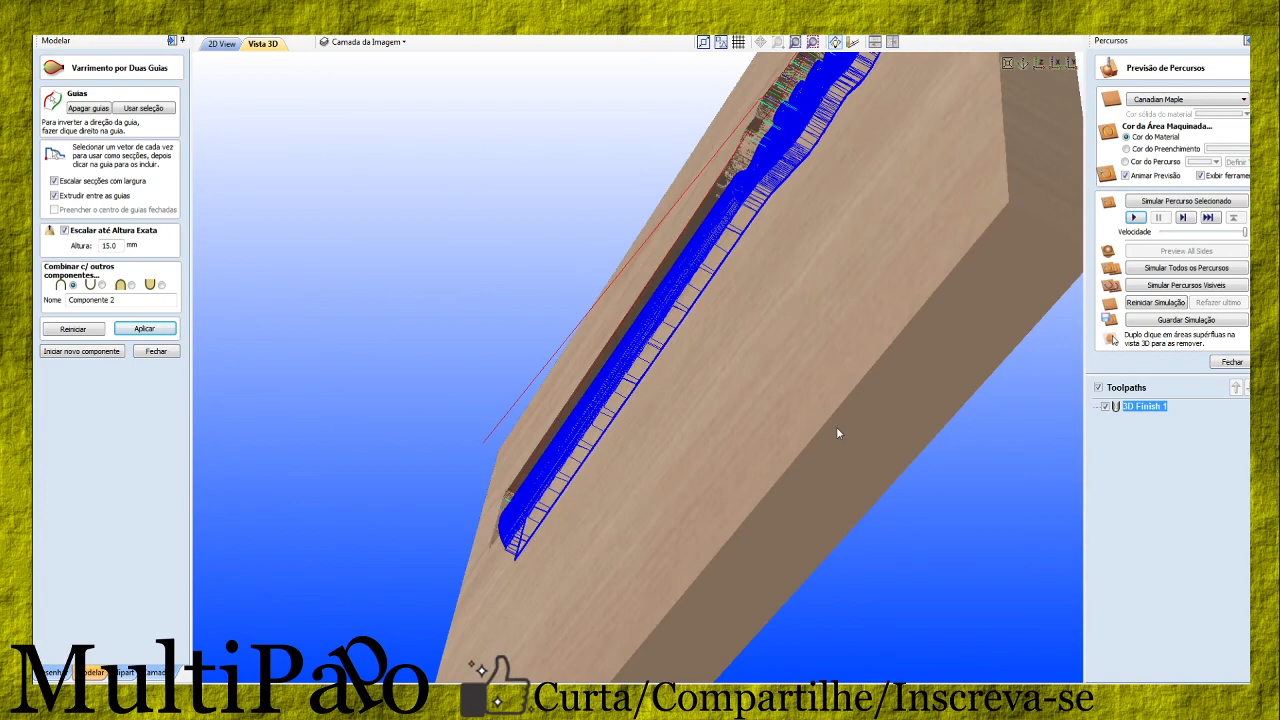 Modelar
Varrimento por Duas Guias
Guias
Apagar guias
Usar seleção
Para inverter a direção da guia,
fazer clique direito na guia.
Selecionar um vetor de cada vez
para usar como secções, depois
clicar na guia para os incluir.
Escalar secções com largura
Extrudir entre as guias
Preencher o centro de guias fechadas
Escalar até Altura Exata
Altura: 15.0 mm
Combinar c/ outros
componentes...
Nome Componente 2
Reiniciar
Aplicar
Iniciar novo componente
Fechar
2D View
Vista 3D
Camada da Imagem
Percursos
Previsão de Percursos
Canadian Maple
Cor sólida do material
Cor da Área Maquinada...
Cor do Material
Cor do Preenchimento
Cor do Percurso
Definir
Animar Previsão
Exibir ferrame
Simular Percurso Selecionado
Velocidade
Preview All Sides
Simular Todos os Percursos
Simular Percursos Visíveis
Reiniciar Simulação
Refazer ultimo
Guardar Simulação
Duplo clique em áreas supérfluas na
vista 3D para as remover.
Fechar
Toolpaths
3D Finish 1
MultiPaPo
Curta/Compartilhe/Inscreva-se